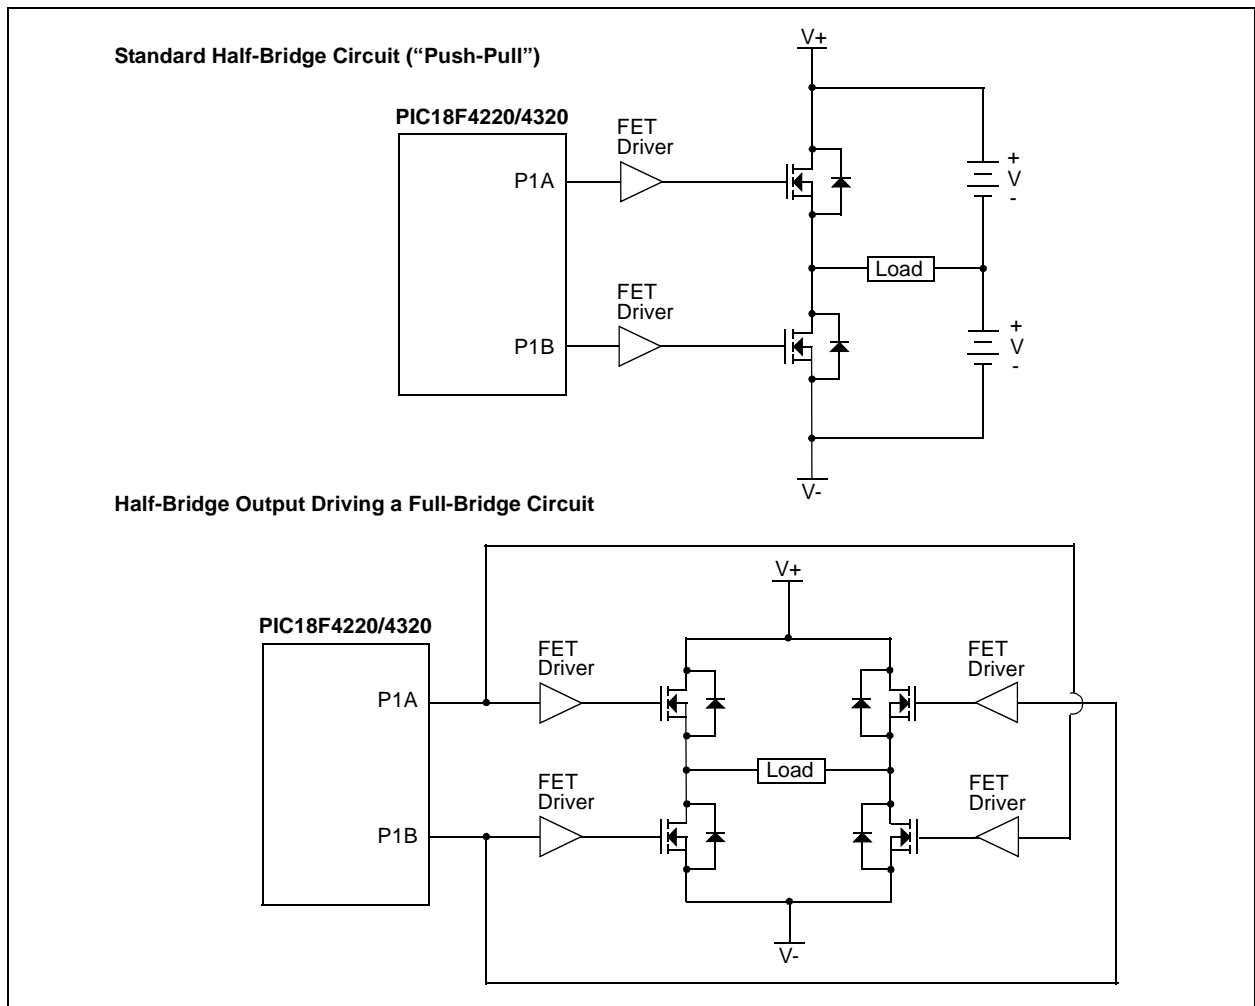 Standard Half-Bridge Circuit (“Push-Pull”)
V+
PIC18F4220/4320
FET
Driver
P1A
+
V
-
Load
FET
Driver
P1B
+
V
-
V-
Half-Bridge Output Driving a Full-Bridge Circuit
V+
PIC18F4220/4320
FET
Driver
FET
Driver
P1A
Load
FET
Driver
FET
Driver
P1B
V-